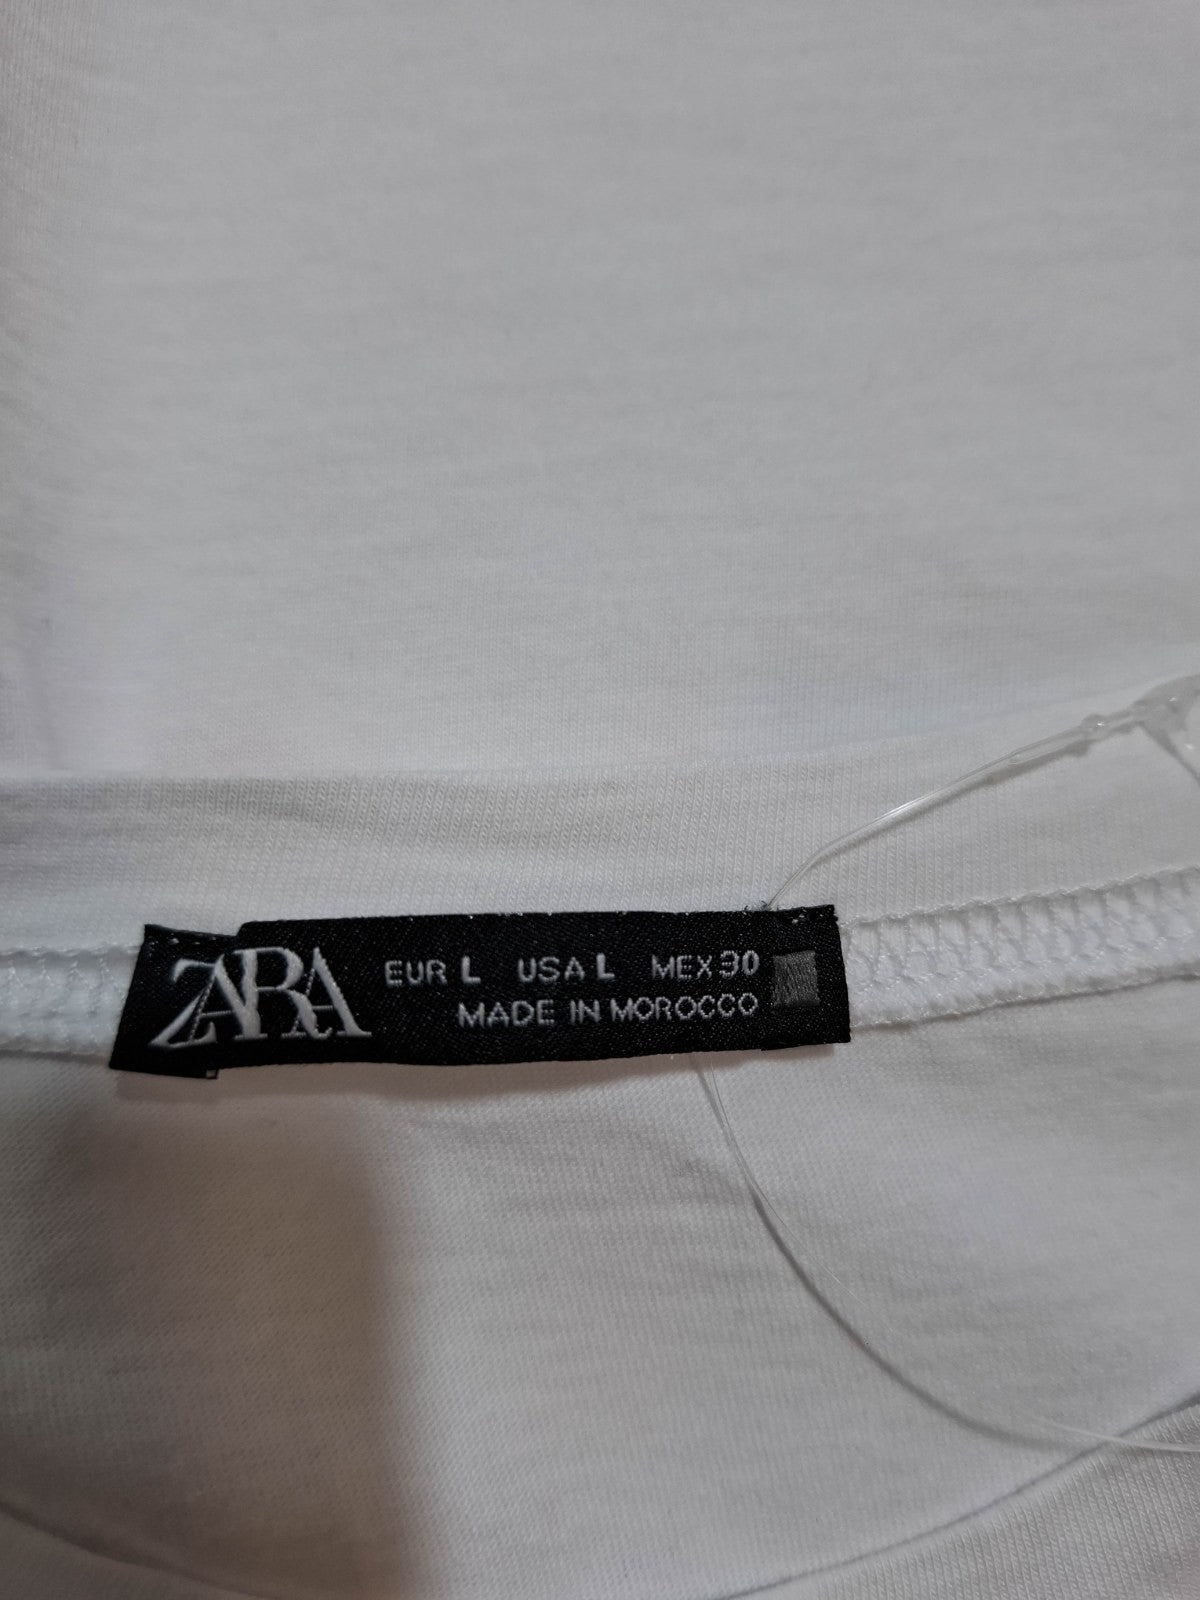 ZARA
EUR L USA L MEX 30
MADE IN MOROCCO